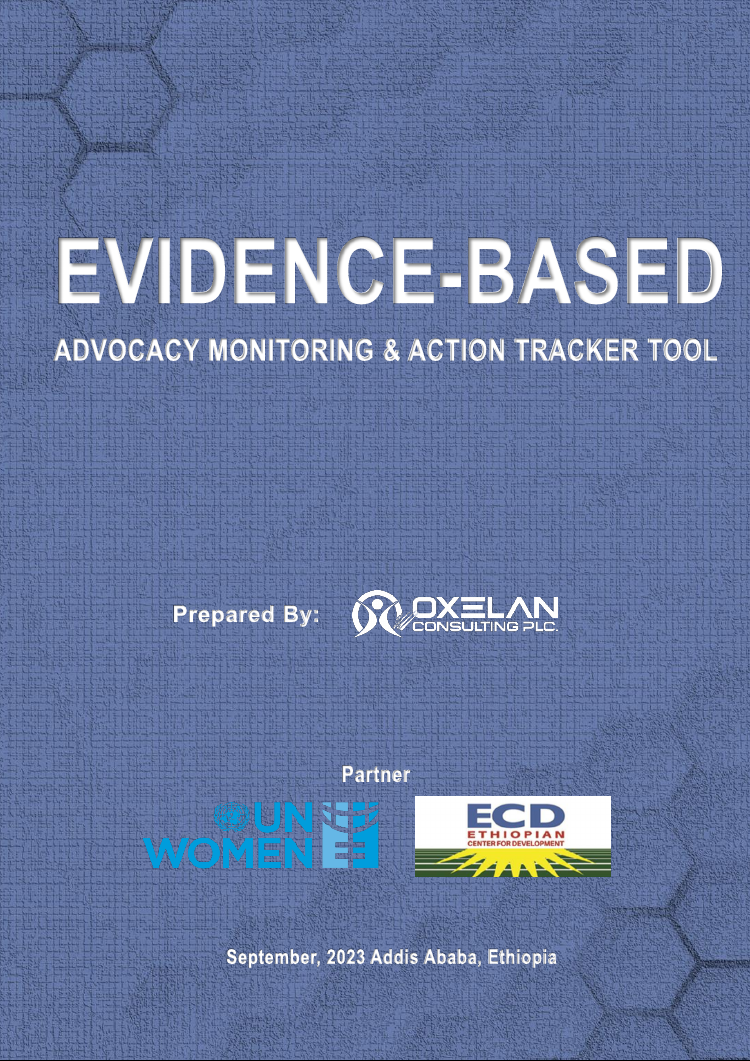 EVIDENCE-BASED
ADVOCACY MONITORING & ACTION TRACKER TOOL
Prepared By:
OXELAN
CONSULTING PLC.
Partner
UN
WOMEN
ECD
ETHIOPIAN
CENTER FOR DEVELOPMENT
September, 2023 Addis Ababa, Ethiopia